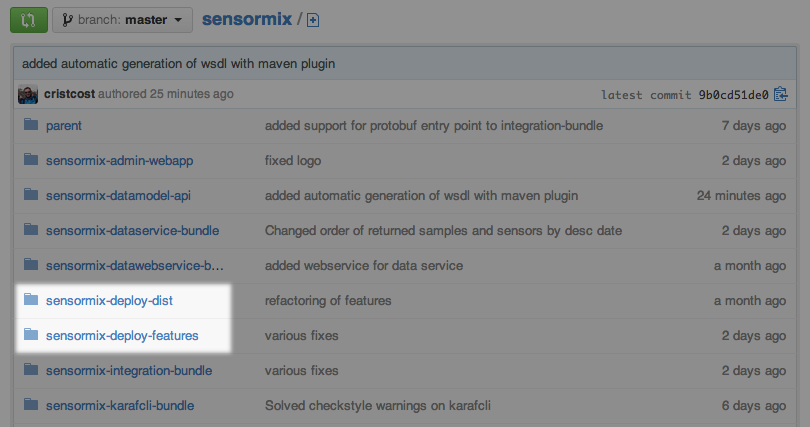 branch: master sensormix /
added automatic generation of wsdl with maven plugin
cristcost authored 25 minutes ago latest commit 9b0cd51de0
parent added support for protobuf entry point to integration-bundle 7 days ago
sensormix-admin-webapp fixed logo 2 days ago
sensormix-datamodel-api added automatic generation of wsdl with maven plugin 24 minutes ago
sensormix-dataservice-bundle Changed order of returned samples and sensors by desc date 2 days ago
sensormix-datawebservice-b... added webservice for data service a month ago
sensormix-deploy-dist refactoring of features a month ago
sensormix-deploy-features various fixes 2 days ago
sensormix-integration-bundle various fixes 2 days ago
sensormix-karafcli-bundle Solved checkstyle warnings on karafcli 6 days ago